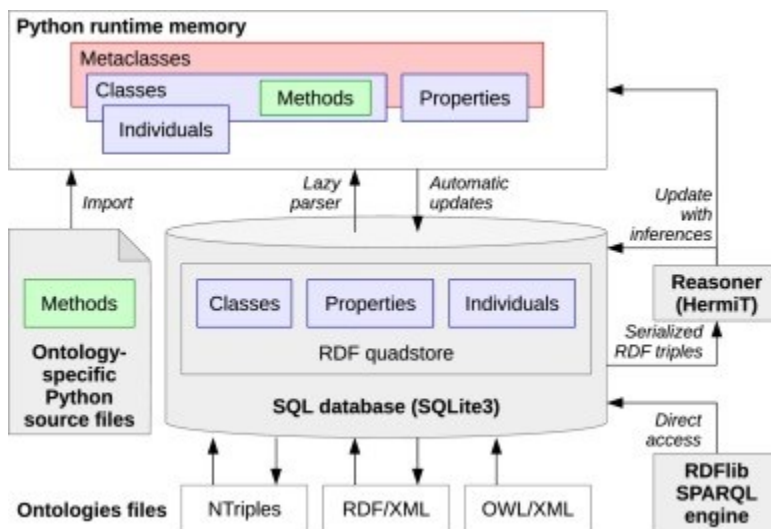 Python runtime memory
Metaclasses
Classes
Methods
Properties
Individuals
Import
Lazy
parser
Automatic
updates
Update
with
inferences
Methods
Ontology-
specific
Python
source files
Classes
Properties
Individuals
RDF quadstore
SQL database (SQLite3)
Reasoner
(HermiT)
Serialized
RDF triples
Direct
access
RDFlib
SPARQL
engine
Ontologies files
NTriples
RDF/XML
OWL/XML